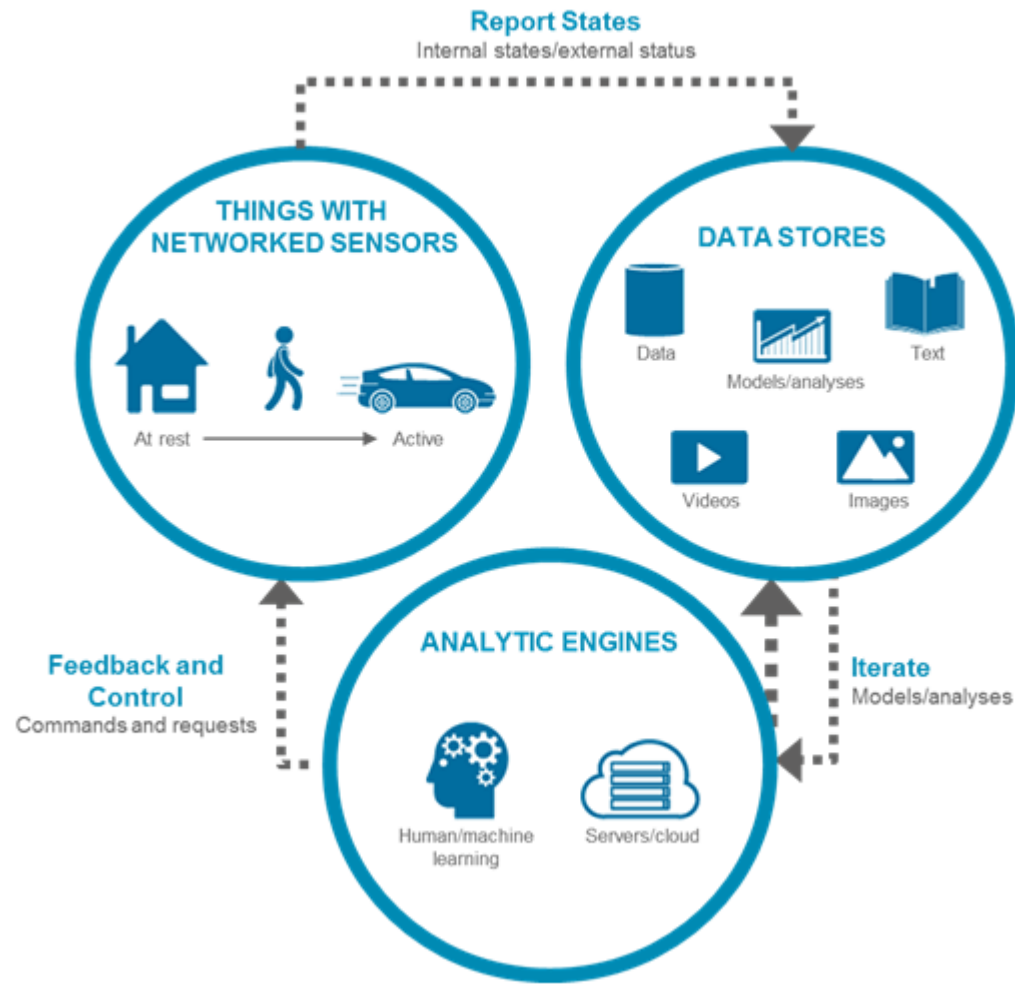 Report States
Internal states/external status
THINGS WITH
NETWORKED SENSORS
At rest
Active
DATA STORES
Data
Models/analyses
Text
Videos
Images
Feedback and
Control
Commands and requests
ANALYTIC ENGINES
Human/machine
learning
Servers/cloud
Iterate
Models/analyses